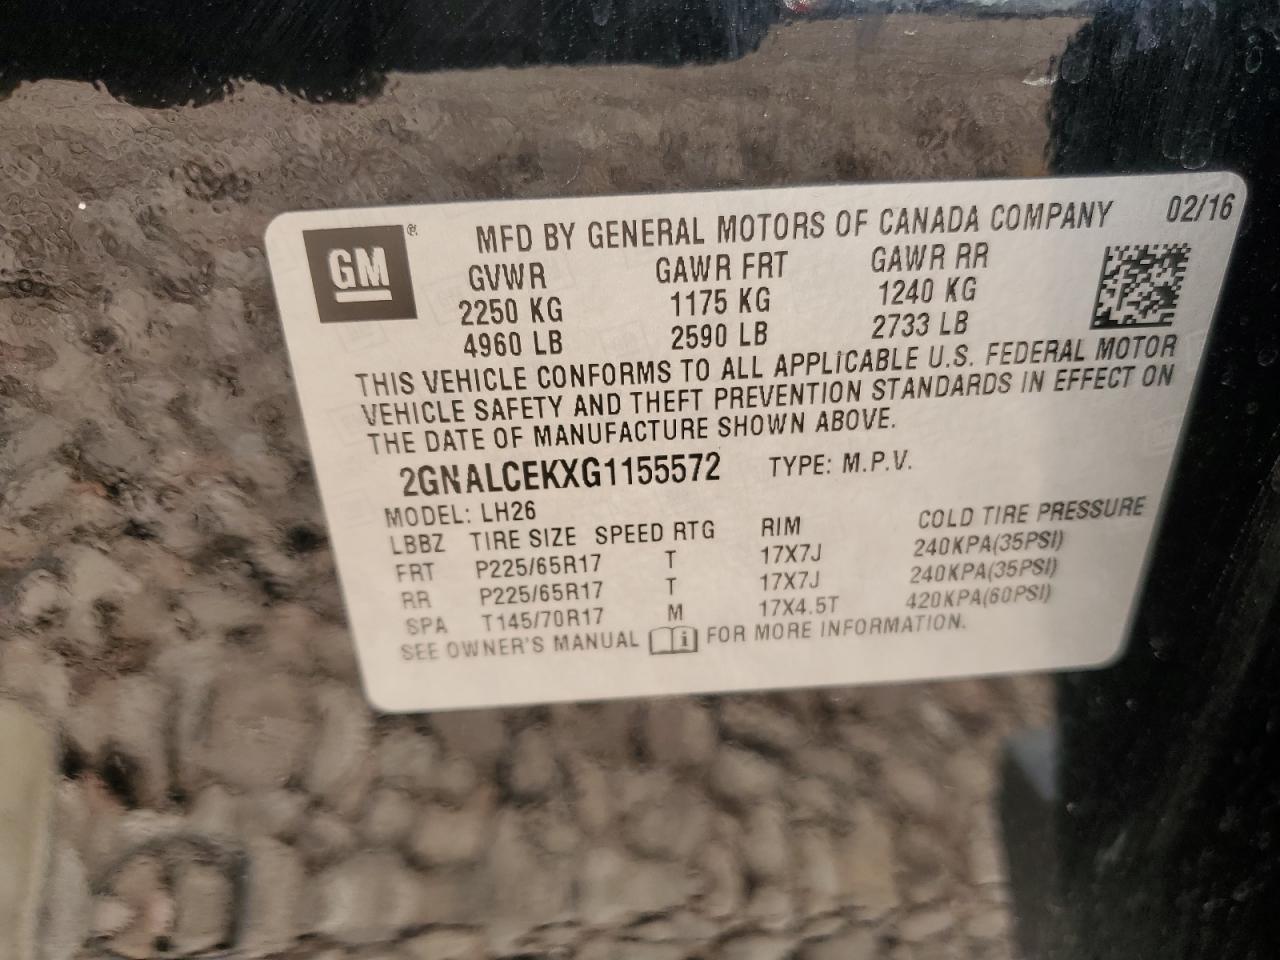 GM ® MFD BY GENERAL MOTORS OF CANADA COMPANY 02/16
GVWR GAWR FRT GAWR RR
2250 KG 1175 KG 1240 KG
4960 LB 2590 LB 2733 LB
THIS VEHICLE CONFORMS TO ALL APPLICABLE U.S. FEDERAL MOTOR
VEHICLE SAFETY AND THEFT PREVENTION STANDARDS IN EFFECT ON
THE DATE OF MANUFACTURE SHOWN ABOVE.
2GNALCEKXG1155572 TYPE: M.P.V.
MODEL: LH26
LBBZ TIRE SIZE SPEED RTG RIM COLD TIRE PRESSURE
FRT P225/65R17 T 17X7J 240KPA(35PSI)
RR P225/65R17 T 17X7J 240KPA(35PSI)
SPA T145/70R17 M 17X4.5T 420KPA(60PSI)
SEE OWNER'S MANUAL i FOR MORE INFORMATION.